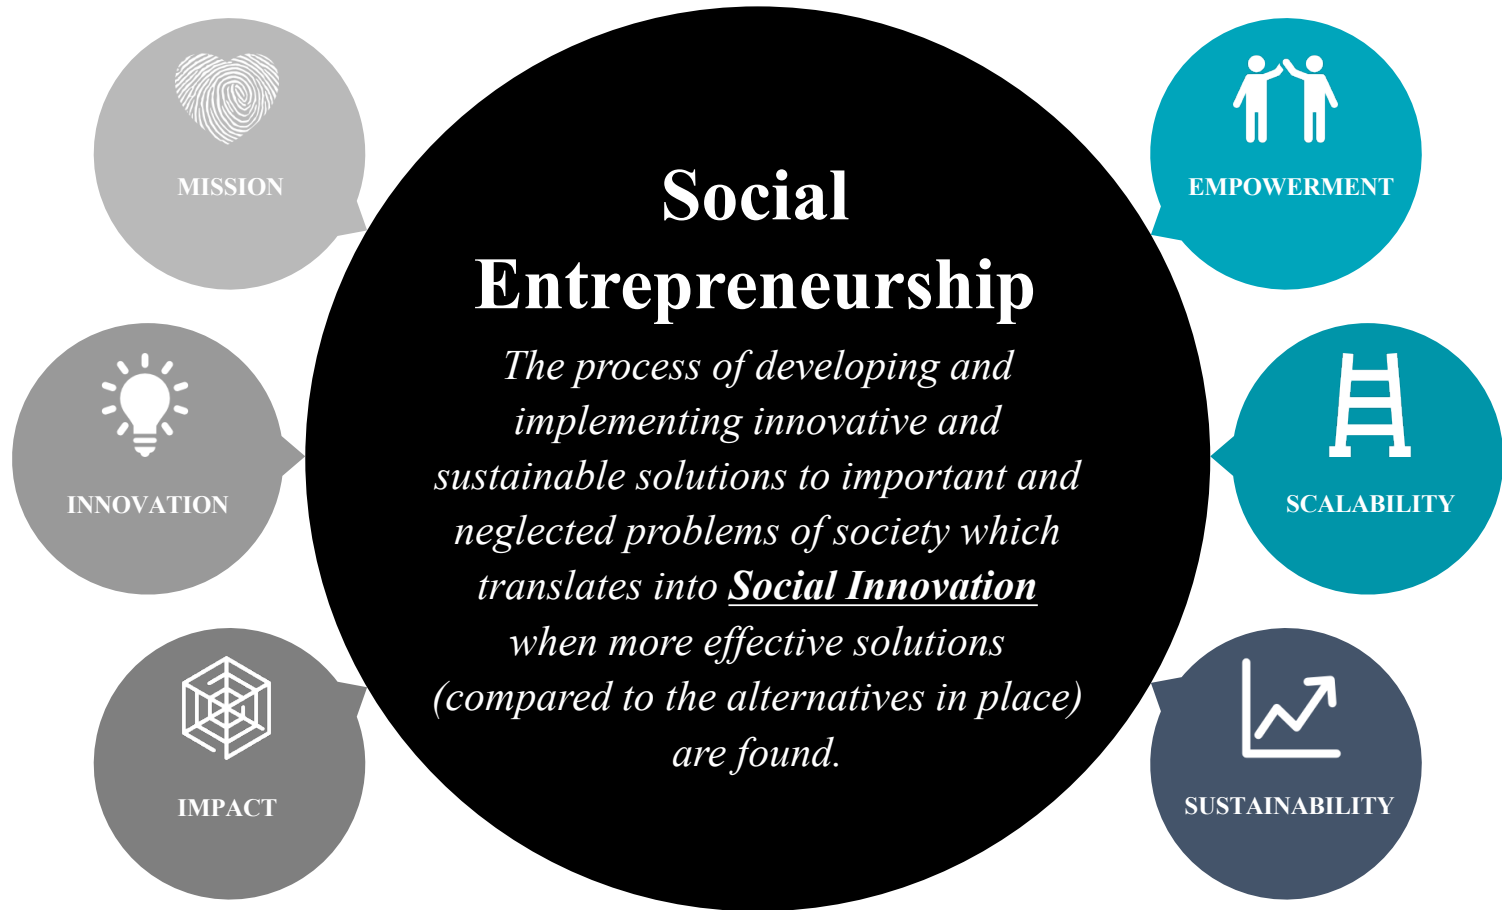 MISSION
EMPOWERMENT
Social
Entrepreneurship
The process of developing and
implementing innovative and
sustainable solutions to important and
neglected problems of society which
translates into Social Innovation
when more effective solutions
(compared to the alternatives in place)
are found.
INNOVATION
SCALABILITY
IMPACT
SUSTAINABILITY